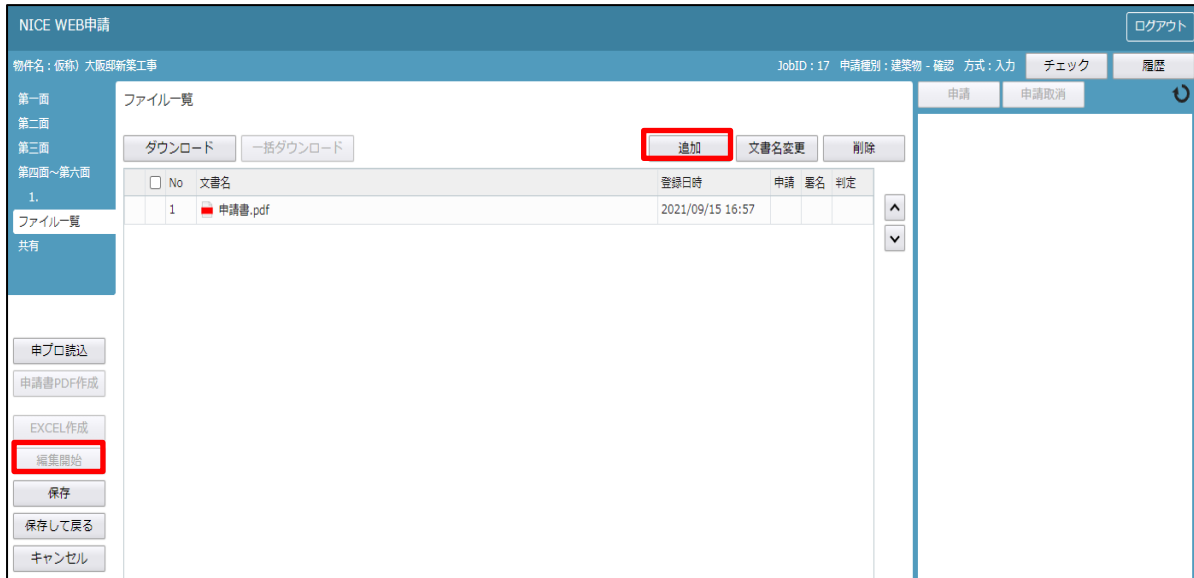 NICE WEB申請
ログアウト
物件名：仮称）大阪邸新築工事
JobID：17 申請種別：建築物 - 確認 方式：入力
チェック
履歴
第一面
第二面
第三面
第四面～第六面
1.
ファイル一覧
共有
申プロ読込
申請書PDF作成
EXCEL作成
編集開始
保存
保存して戻る
キャンセル
ファイル一覧
ダウンロード 一括ダウンロード 追加 文書名変更 削除
No 文書名 登録日時 申請 署名 判定
1 申請書.pdf 2021/09/15 16:57
申請 申請取消